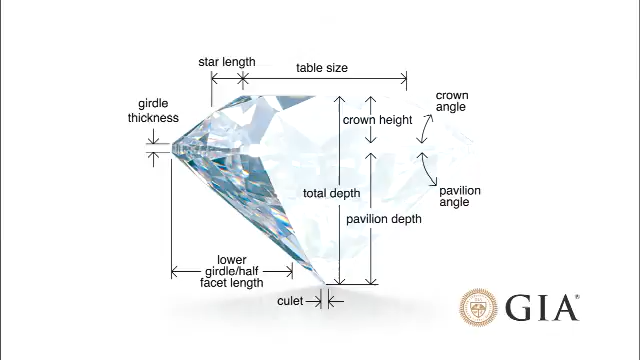 star length
table size
girdle
thickness
crown
angle
crown height
total depth
pavilion
angle
pavilion depth
lower
girdle/half
facet length
culet
GIA®